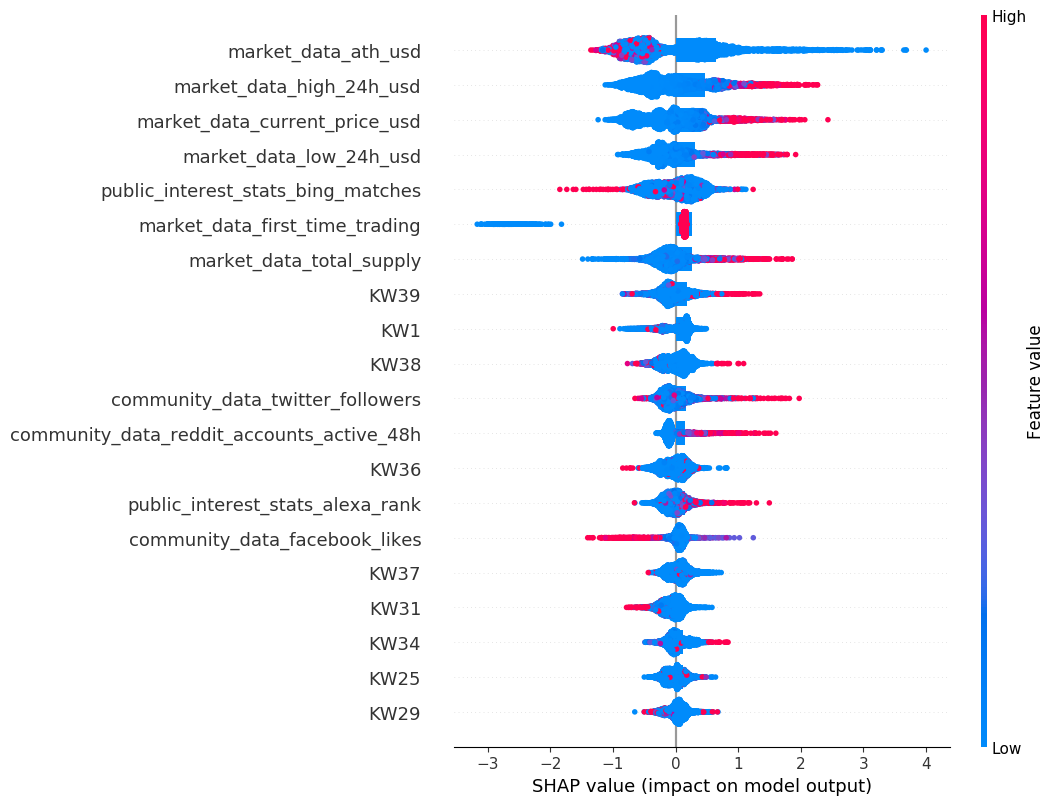 High
market_data_ath_usd
market_data_high_24h_usd
market_data_current_price_usd
market_data_low_24h_usd
public_interest_stats_bing_matches
market_data_first_time_trading
market_data_total_supply
KW39
KW1
KW38
community_data_twitter_followers
community_data_reddit_accounts_active_48h
KW36
public_interest_stats_alexa_rank
community_data_facebook_likes
KW37
KW31
KW34
KW25
KW29
Feature value
Low
−3 −2 −1 0 1 2 3 4
SHAP value (impact on model output)